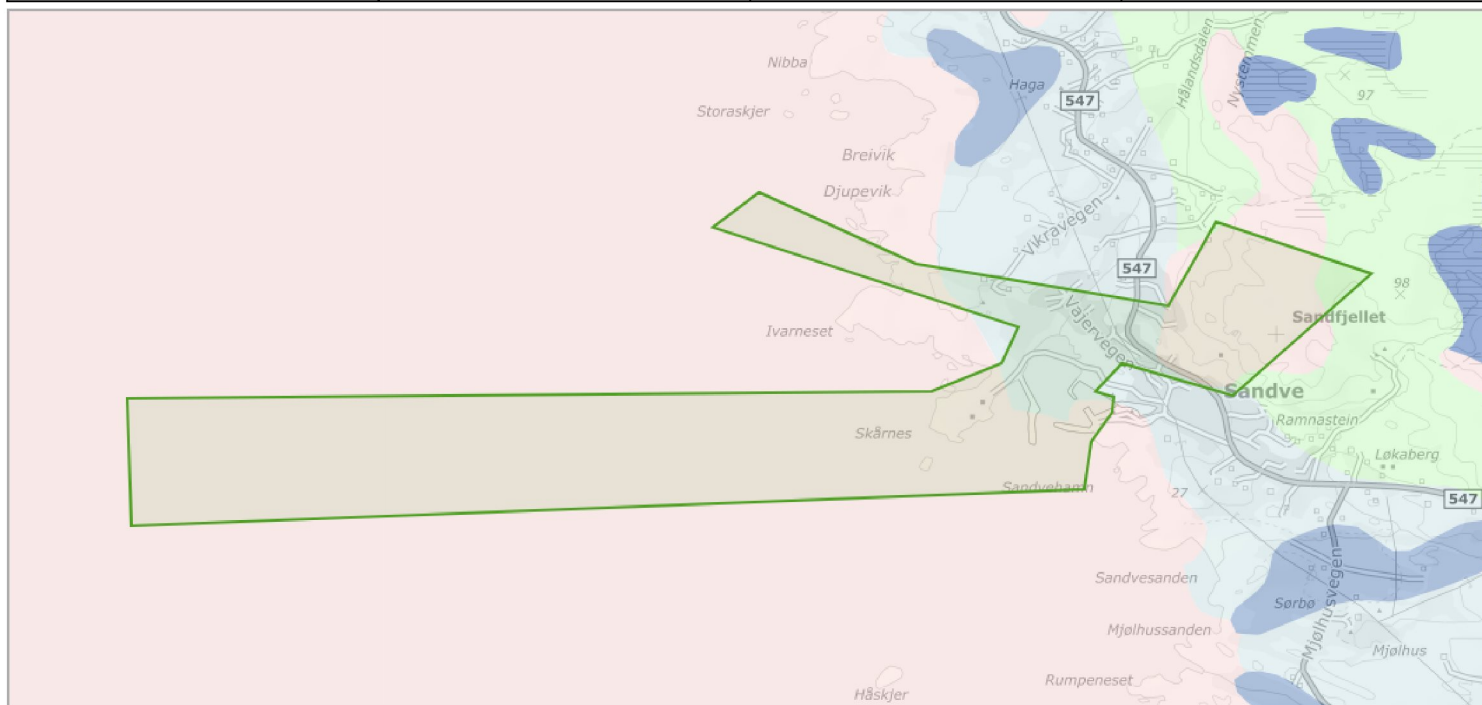 Nibba
Haga
Hålandsdalen
Nystemmen
97
547
Storaskjer
Breivik
Djupevik
Vikravegen
547
98
Vajervegen
Sandfjellet
Ivarneset
Sandve
Ramnastein
Skårnes
Løkaberg
Sandvehamn
27
547
Sandvesanden
Sørbø
Mjølhusvegen
Mjølhussanden
Mjølhus
Rumpeneset
Håskjer